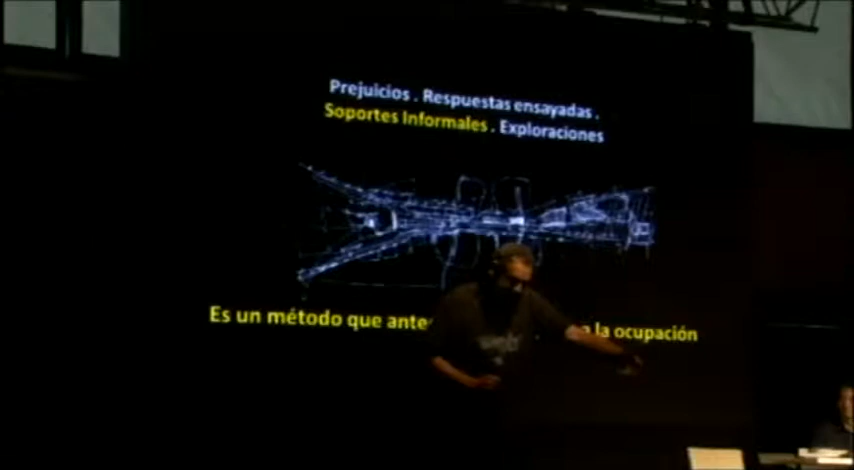 Prejuicios . Respuestas ensayadas .
Soportes Informales . Exploraciones
Es un método que ante la ocupación